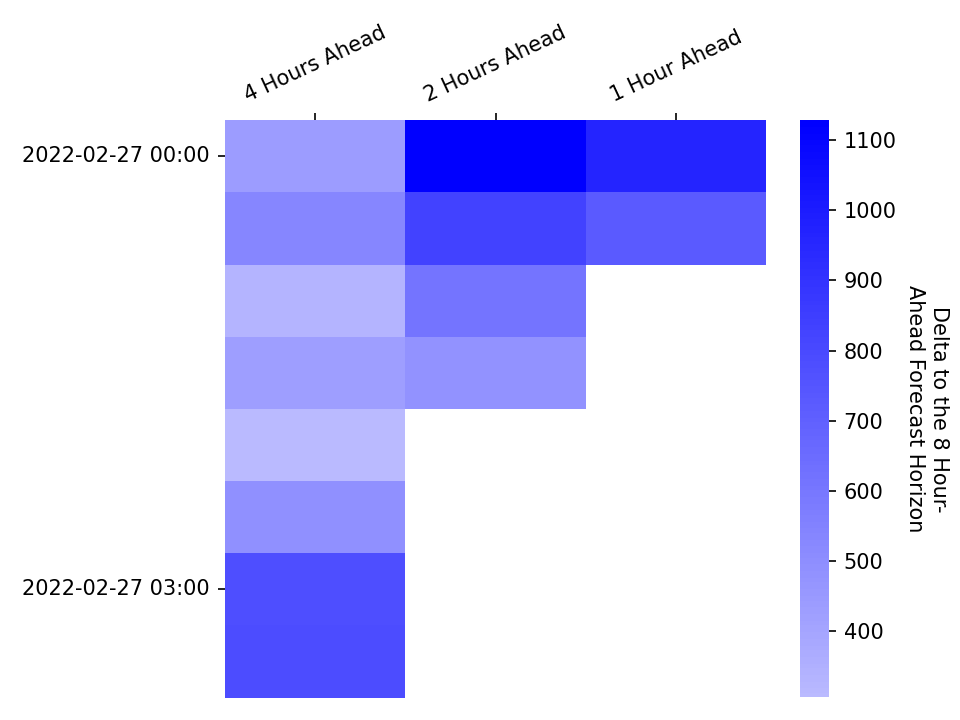 4 Hours Ahead
2 Hours Ahead
1 Hour Ahead
2022-02-27 00:00
2022-02-27 03:00
1100
1000
900
800
700
600
500
400
Delta to the 8 Hour-
Ahead Forecast Horizon